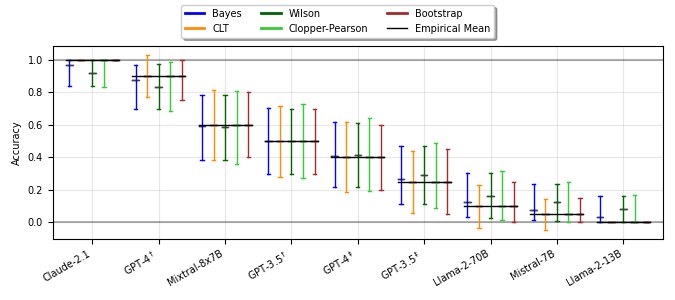 Bayes Wilson Bootstrap
CLT Clopper-Pearson Empirical Mean
Accuracy
1.0
0.8
0.6
0.4
0.2
0.0
Claude-2.1 GPT-4† Mixtral-8x7B GPT-3.5† GPT-4‡ GPT-3.5‡ Llama-2-70B Mistral-7B Llama-2-13B